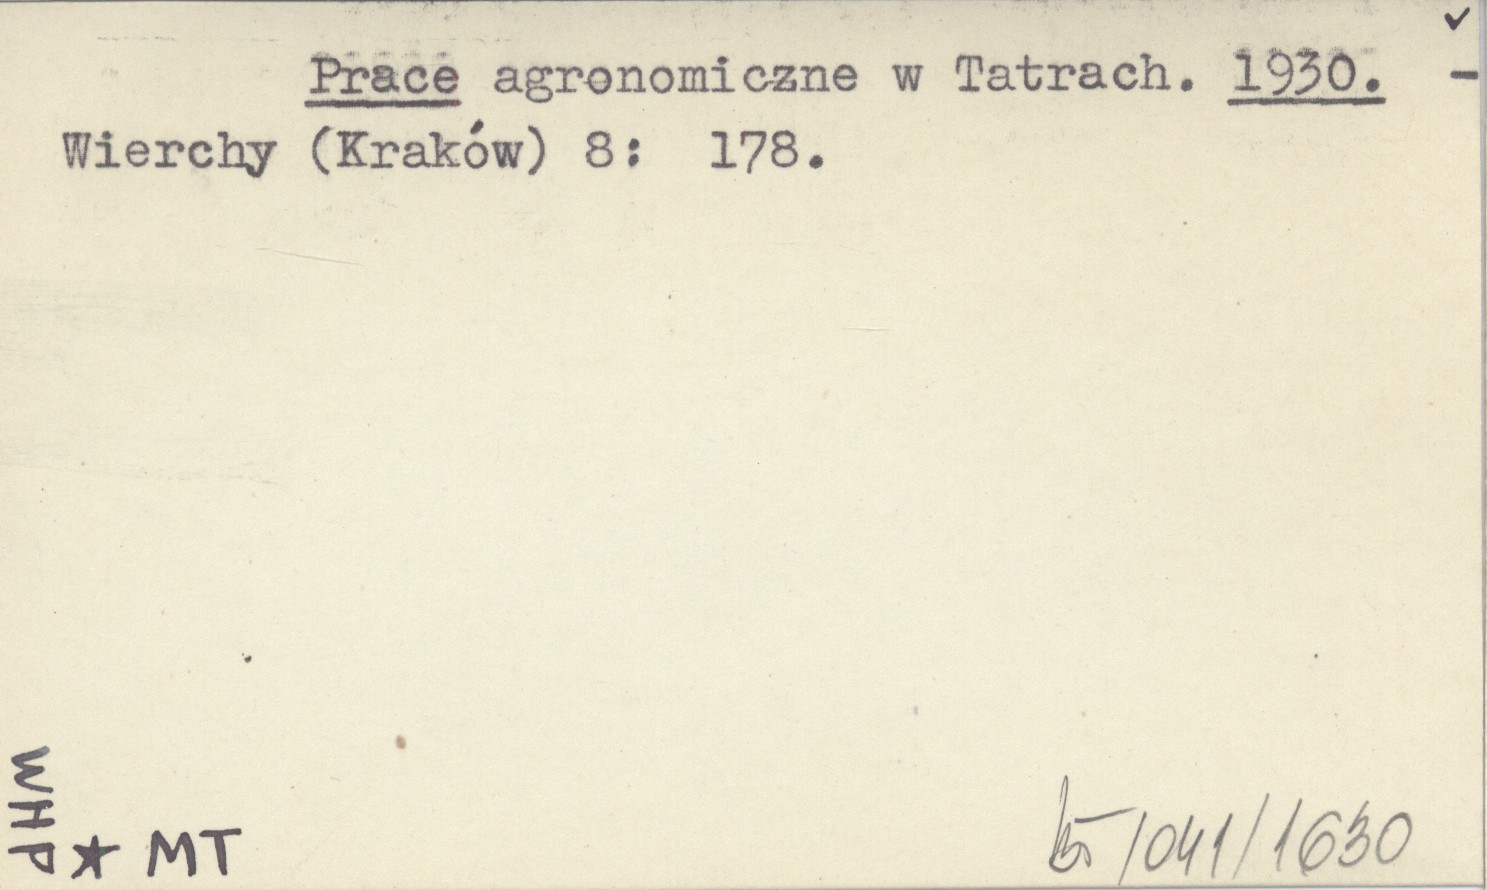 ✓
Prace agronomiczne w Tatrach. 1930. –
Wierchy (Kraków) 8: 178.
WHP
★ MT
/041/1630